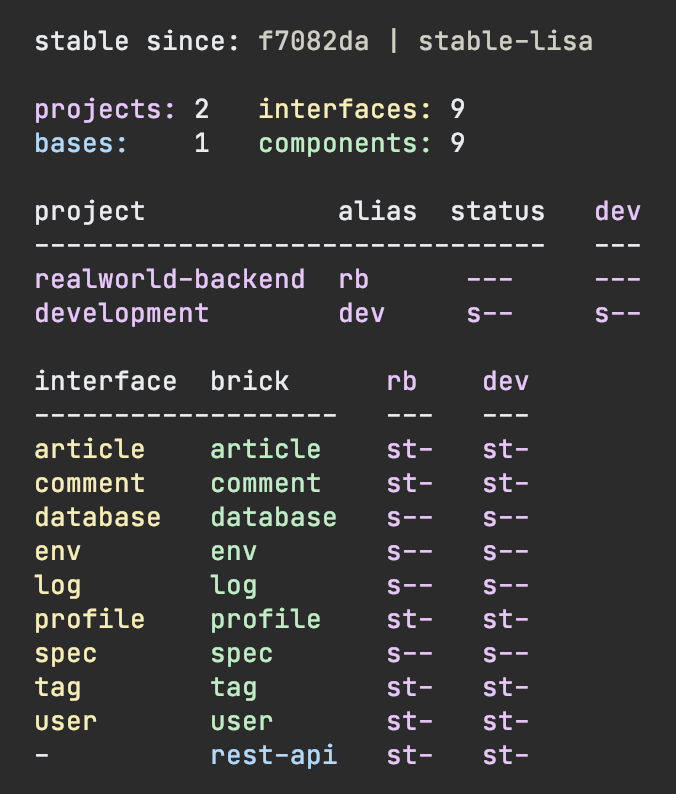 stable since: f7082da | stable-lisa
projects: 2   interfaces: 9
bases:    1   components: 9
project            alias  status   dev
--------------------------------   ---
realworld-backend  rb      ---     ---
development        dev     s--     s--
interface  brick      rb    dev
-------------------   ---   ---
article    article    st-   st-
comment    comment    st-   st-
database   database   s--   s--
env        env        s--   s--
log        log        s--   s--
profile    profile    st-   st-
spec       spec       s--   s--
tag        tag        st-   st-
user       user       st-   st-
-          rest-api   st-   st-